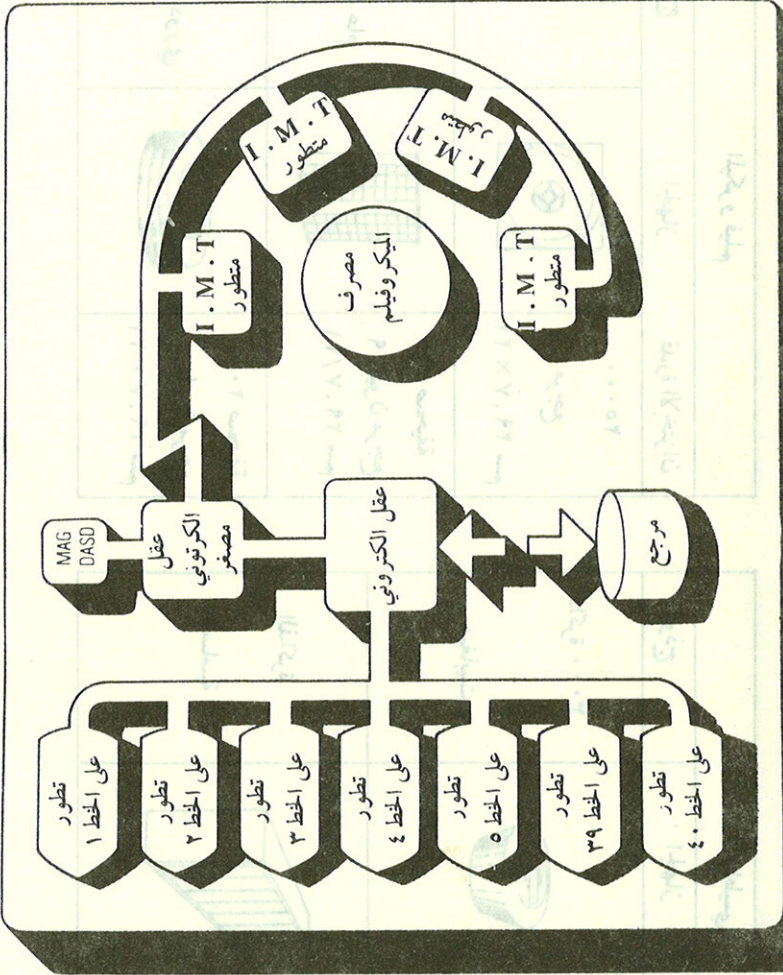 MAG
DASD
عقل
الكرتوني
مصغر
I . M . T
متطور
I . M . T
متطور
I . M . T
متطور
I . M . T
متطور
مصرف
الميكروفيلم
عقل الكتروني
مرجع
تطور
على الخط ١
تطور
على الخط ٢
تطور
على الخط ٣
تطور
على الخط ٤
تطور
على الخط ٥
تطور
على الخط ٣٩
تطور
على الخط ٤٠